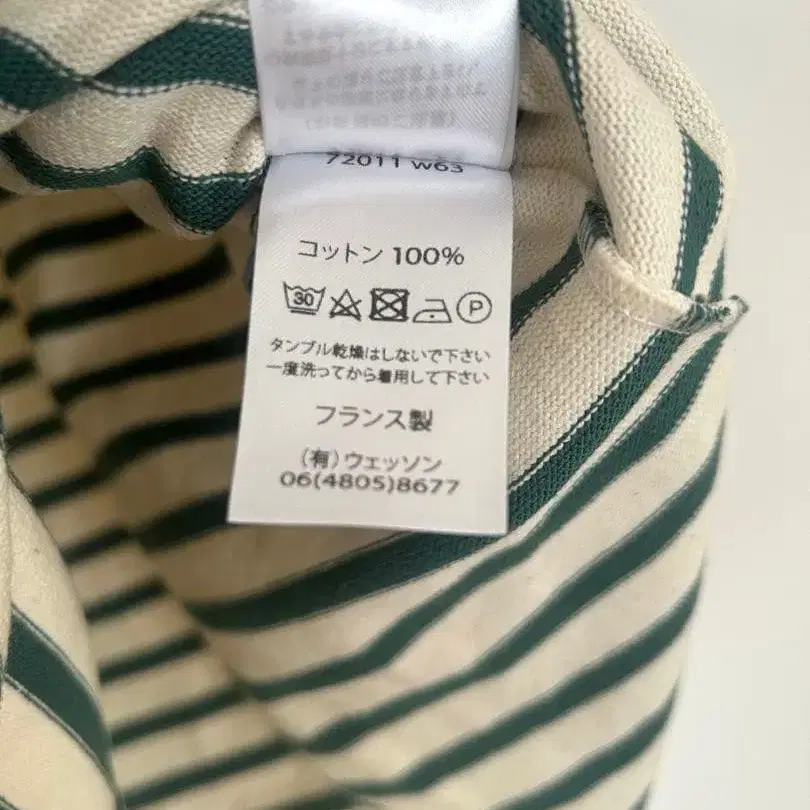 72011 w63
コットン 100%
30 P
タンブル乾燥はしないで下さい
一度洗ってから着用して下さい
フランス製
（有）ウェッソン
06(4805)8677